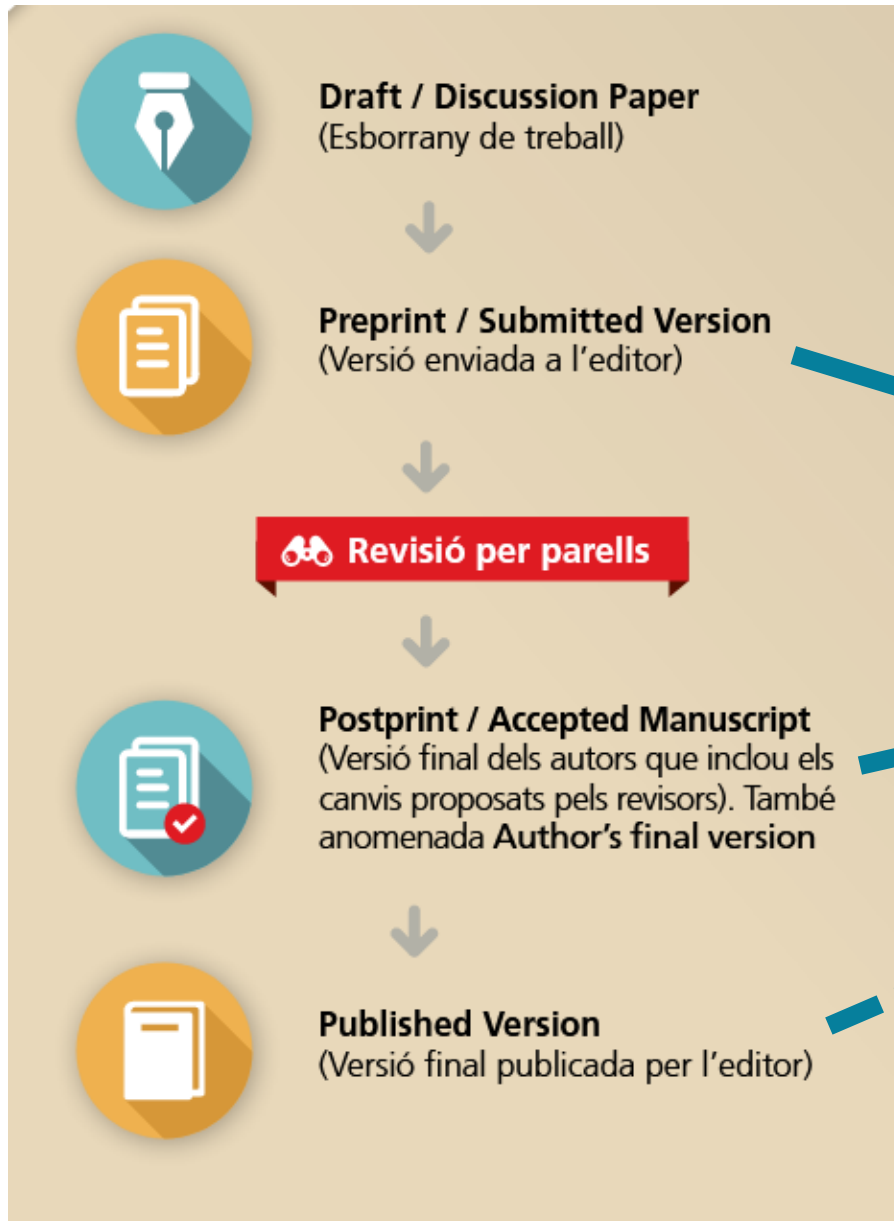 Draft / Discussion Paper
(Esborrany de treball)
Preprint / Submitted Version
(Versió enviada a l'editor)
Revisió per parells
Postprint / Accepted Manuscript
(Versió final dels autors que inclou els
canvis proposats pels revisors). També
anomenada Author's final version
Published Version
(Versió final publicada per l'editor)